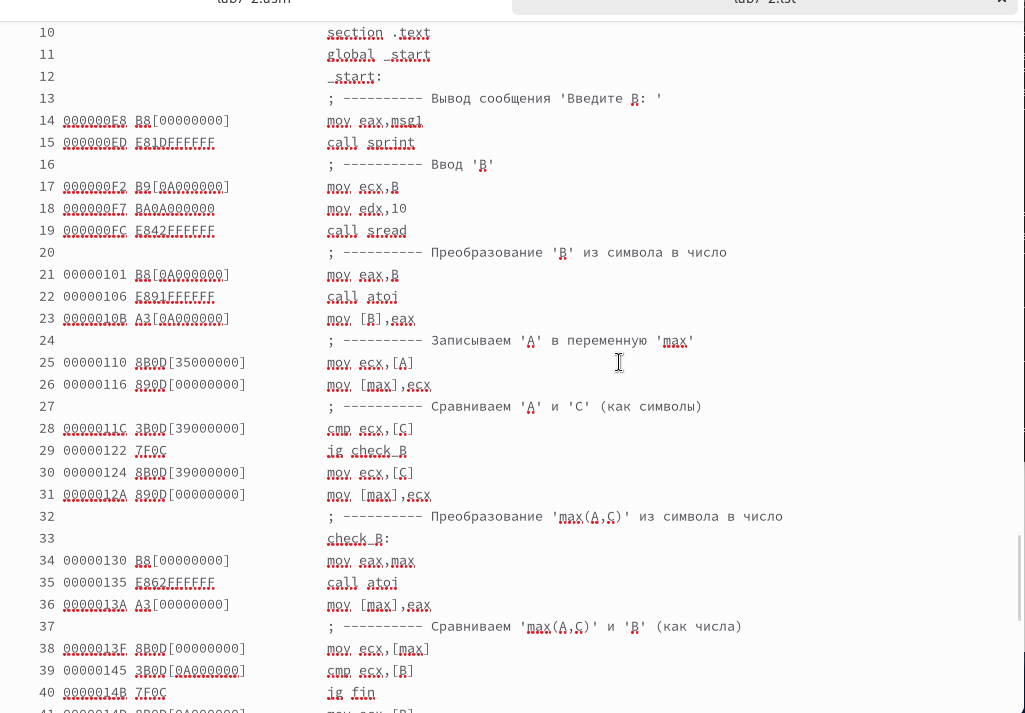 lab7-2.asm lab7-2.lst
10 section .text
11 global _start
12 _start:
13 ; ---------- Вывод сообщения 'Введите B: '
14 000000E8 B8[00000000] mov eax,msg1
15 000000ED E81DFFFFFF call sprint
16 ; ---------- Ввод 'B'
17 000000F2 B9[0A000000] mov ecx,B
18 000000F7 BA0A000000 mov edx,10
19 000000FC E842FFFFFF call sread
20 ; ---------- Преобразование 'B' из символа в число
21 00000101 B8[0A000000] mov eax,B
22 00000106 E891FFFFFF call atoi
23 0000010B A3[0A000000] mov [B],eax
24 ; ---------- Записываем 'A' в переменную 'max'
25 00000110 8B0D[35000000] mov ecx,[A]
26 00000116 890D[00000000] mov [max],ecx
27 ; ---------- Сравниваем 'A' и 'C' (как символы)
28 0000011C 3B0D[39000000] cmp ecx,[C]
29 00000122 7F0C jg check_B
30 00000124 8B0D[39000000] mov ecx,[C]
31 0000012A 890D[00000000] mov [max],ecx
32 ; ---------- Преобразование 'max(A,C)' из символа в число
33 check_B:
34 00000130 B8[00000000] mov eax,max
35 00000135 E862FFFFFF call atoi
36 0000013A A3[00000000] mov [max],eax
37 ; ---------- Сравниваем 'max(A,C)' и 'B' (как числа)
38 0000013F 8B0D[00000000] mov ecx,[max]
39 00000145 3B0D[0A000000] cmp ecx,[B]
40 0000014B 7F0C jg fin
41 0000014D 8B0D[0A000000] mov ecx,[B]